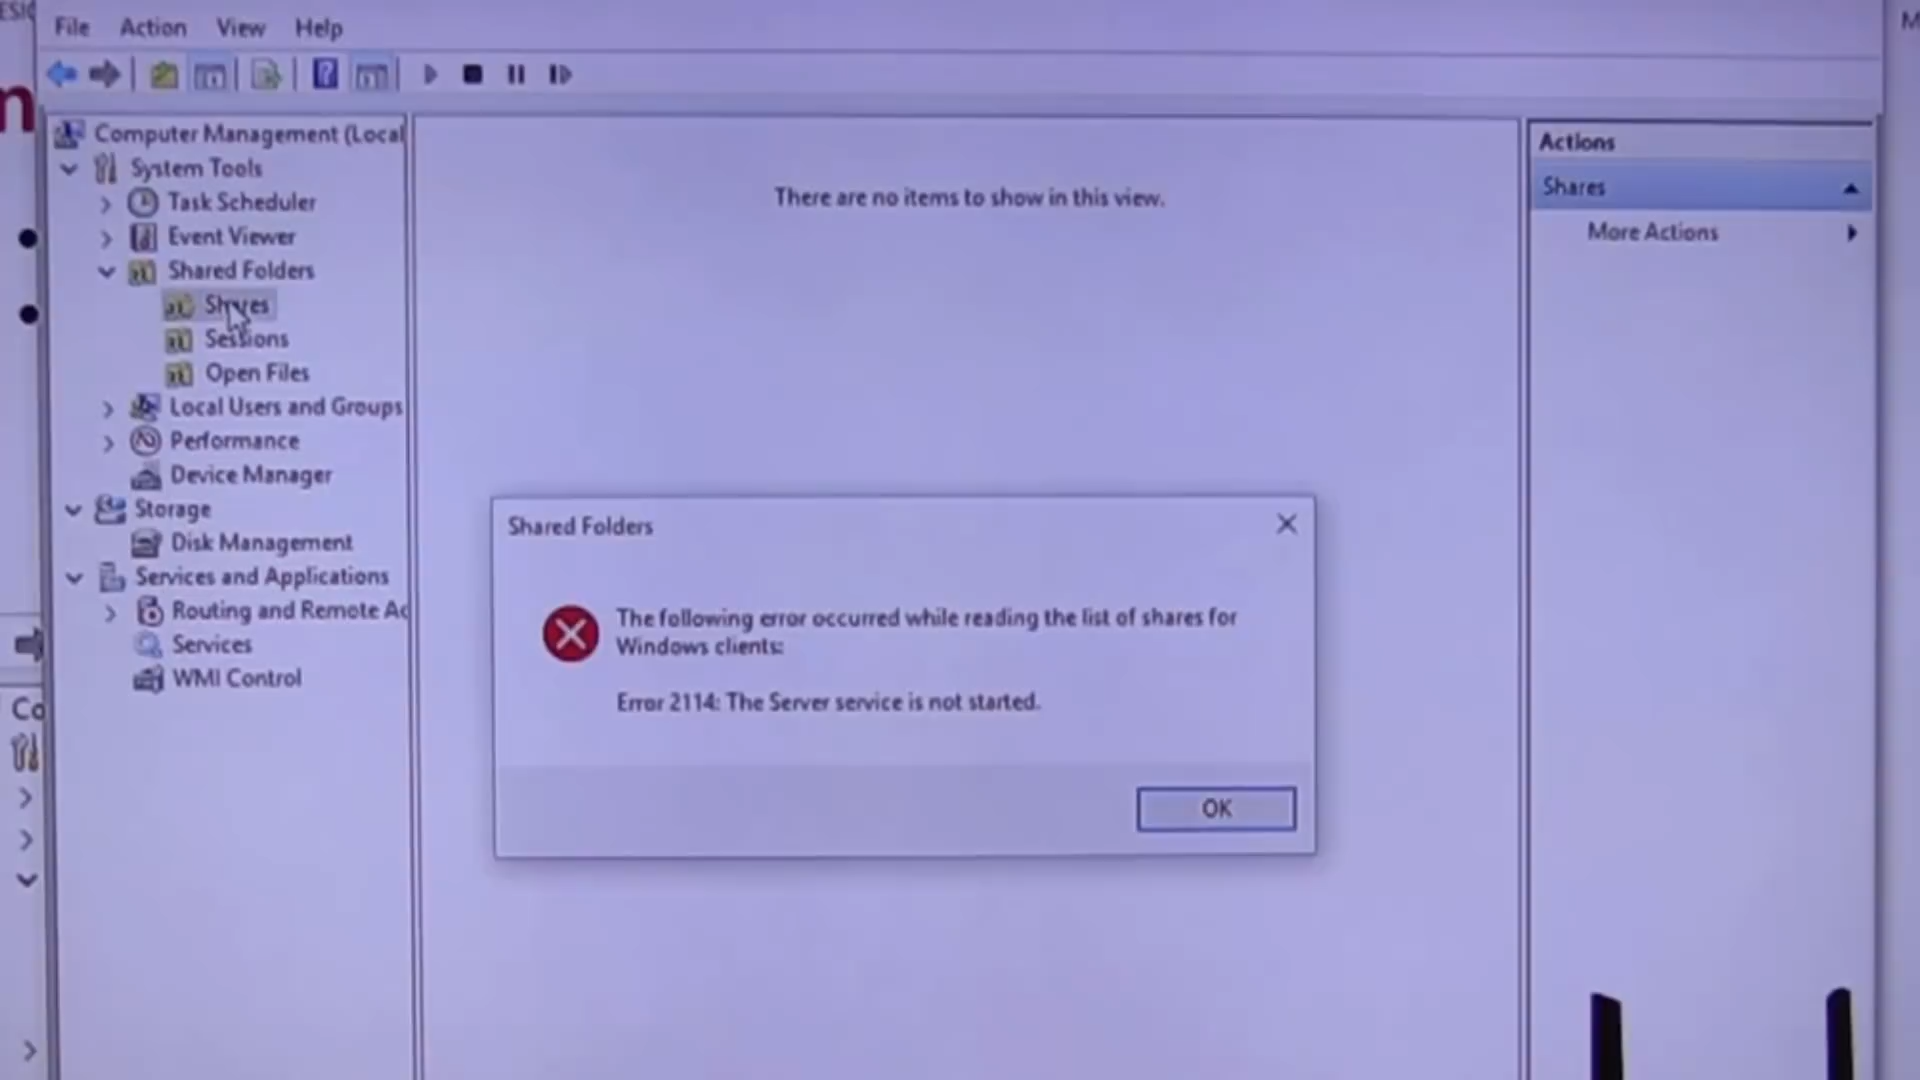 File Action View Help
Computer Management (Local
System Tools
Task Scheduler
Event Viewer
Shared Folders
Shares
Sessions
Open Files
Local Users and Groups
Performance
Device Manager
Storage
Disk Management
Services and Applications
Routing and Remote Ac
Services
WMI Control
There are no items to show in this view.
Actions
Shares
More Actions
Shared Folders
The following error occurred while reading the list of shares for
Windows clients:
Error 2114: The Server service is not started.
OK
n
Co